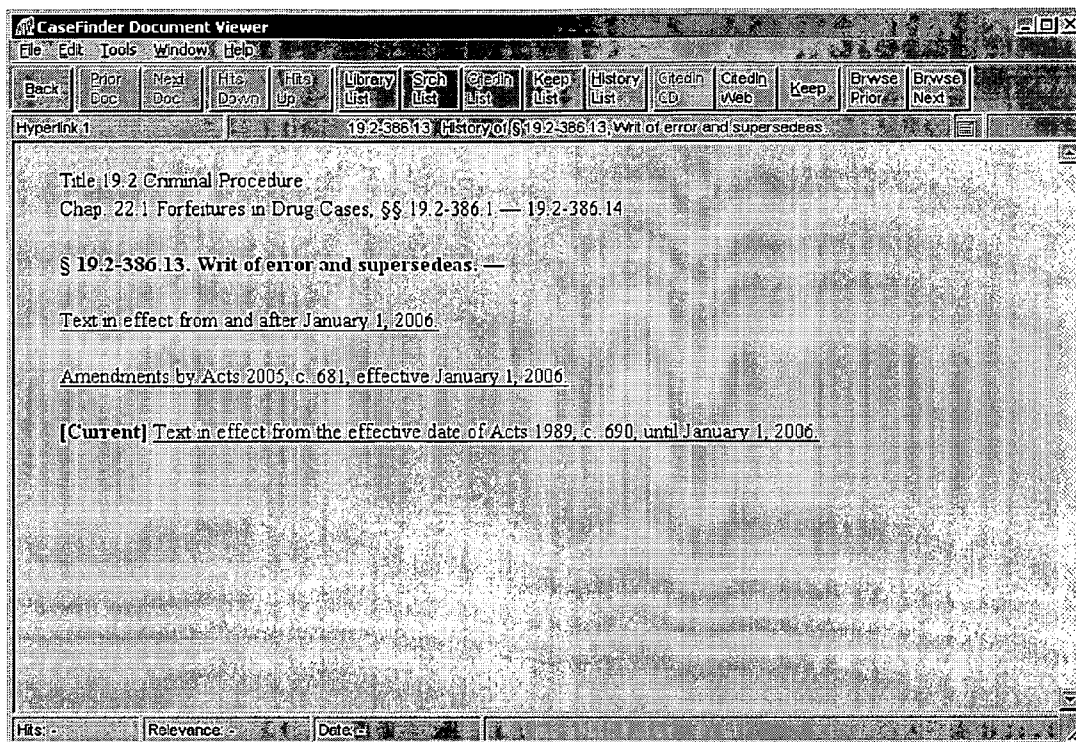 CaseFinder Document Viewer
File Edit Tools Window Help
Back Prior Doc Next Doc Hits Down Hits Up Library List Srch List CitedIn List Keep List History List CitedIn CD CitedIn Web Keep Brwse Prior Brwse Next
Hyperlink 1 19.2-386.13, History of § 19.2-386.13, Writ of error and supersedeas
Title 19.2 Criminal Procedure
Chap. 22.1 Forfeitures in Drug Cases, §§ 19.2-386.1 — 19.2-386.14
§ 19.2-386.13. Writ of error and supersedeas. —
Text in effect from and after January 1, 2006.
Amendments by Acts 2005, c. 681, effective January 1, 2006.
[Current] Text in effect from the effective date of Acts 1989, c. 690, until January 1, 2006.
Hits: - Relevance: - Date: -